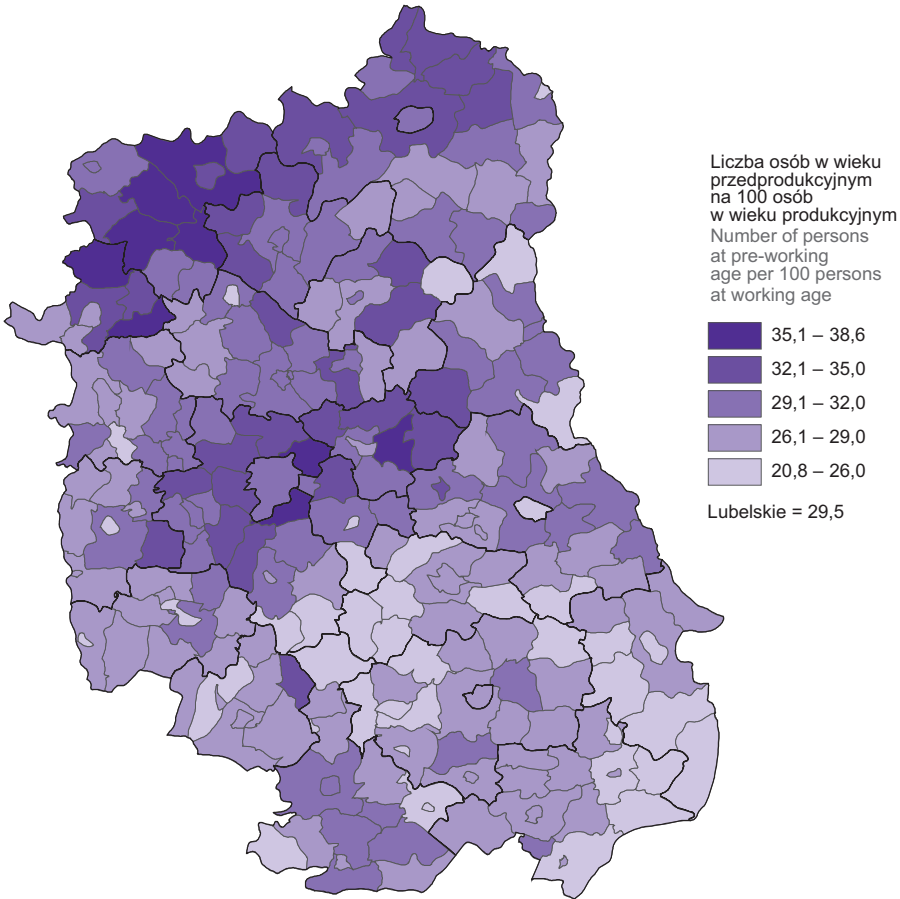 Liczba osób w wieku
przedprodukcyjnym
na 100 osób
w wieku produkcyjnym
Number of persons
at pre-working
age per 100 persons
at working age
35,1 – 38,6
32,1 – 35,0
29,1 – 32,0
26,1 – 29,0
20,8 – 26,0
Lubelskie = 29,5